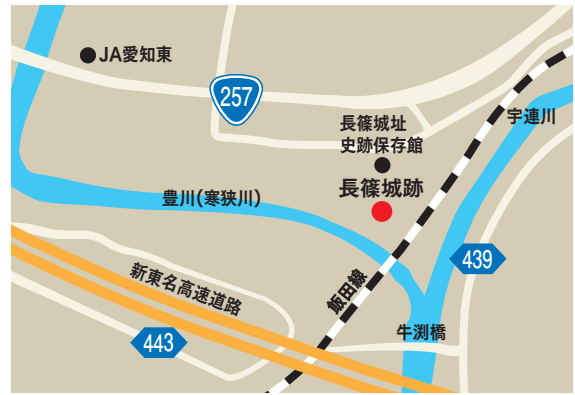 JA愛知東
257
宇連川
長篠城址
史跡保存館
長篠城跡
豊川(寒狭川)
439
新東名高速道路
飯田線
443
牛渕橋